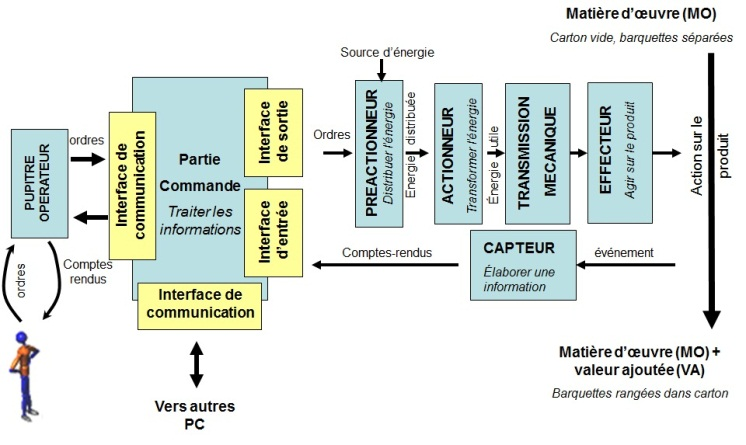 Matière d'œuvre (MO)
Carton vide, barquettes séparées
Source d'énergie
PUPITRE
OPERATEUR
ordres
Interface de
communication
Partie
Commande
Traiter les
informations
Interface
de sortie
Interface
d'entrée
Ordres
PREACTIONNEUR
Distribuer l'énergie
Energie distribuée
ACTIONNEUR
Transformer l'énergie
Énergie utile
TRANSMISSION
MECANIQUE
EFFECTEUR
Agir sur le produit
Action sur le
produit
Comptes
rendus
ordres
Comptes-rendus
CAPTEUR
Élaborer une
information
événement
Interface de
communication
Vers autres
PC
Matière d'œuvre (MO) +
valeur ajoutée (VA)
Barquettes rangées dans carton